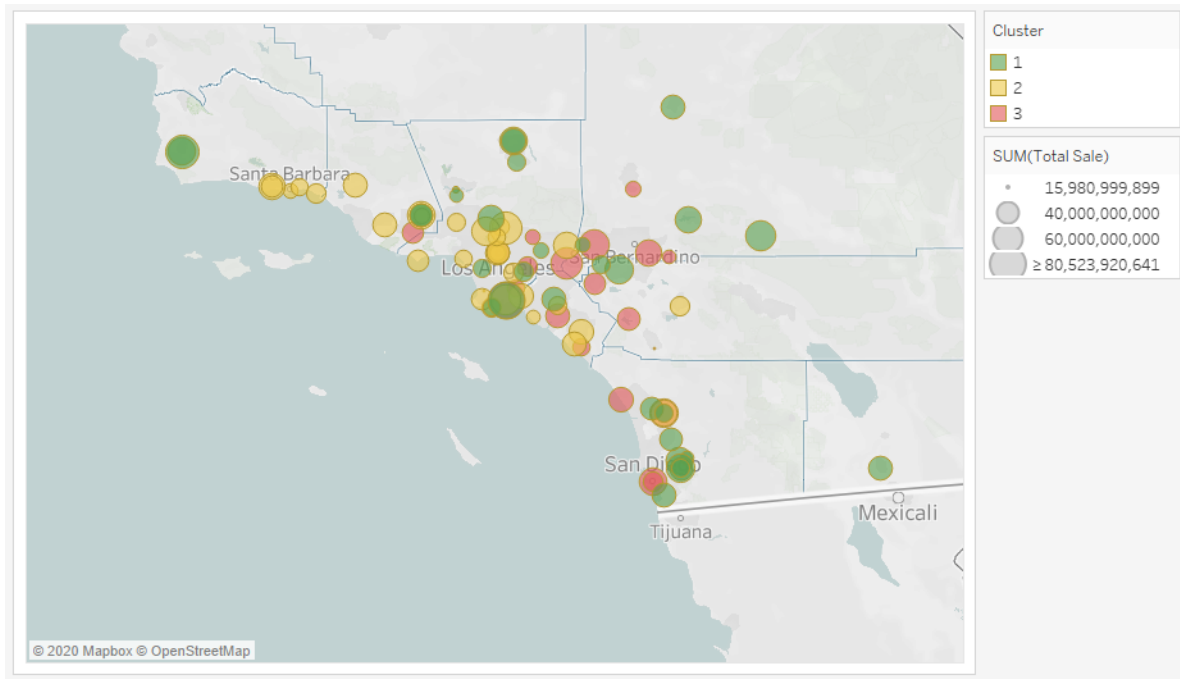 Santa Barbara
Los Angeles
San Bernardino
San Diego
Tijuana
Mexicali
© 2020 Mapbox © OpenStreetMap
Cluster
1
2
3
SUM(Total Sale)
15,980,999,899
40,000,000,000
60,000,000,000
≥ 80,523,920,641